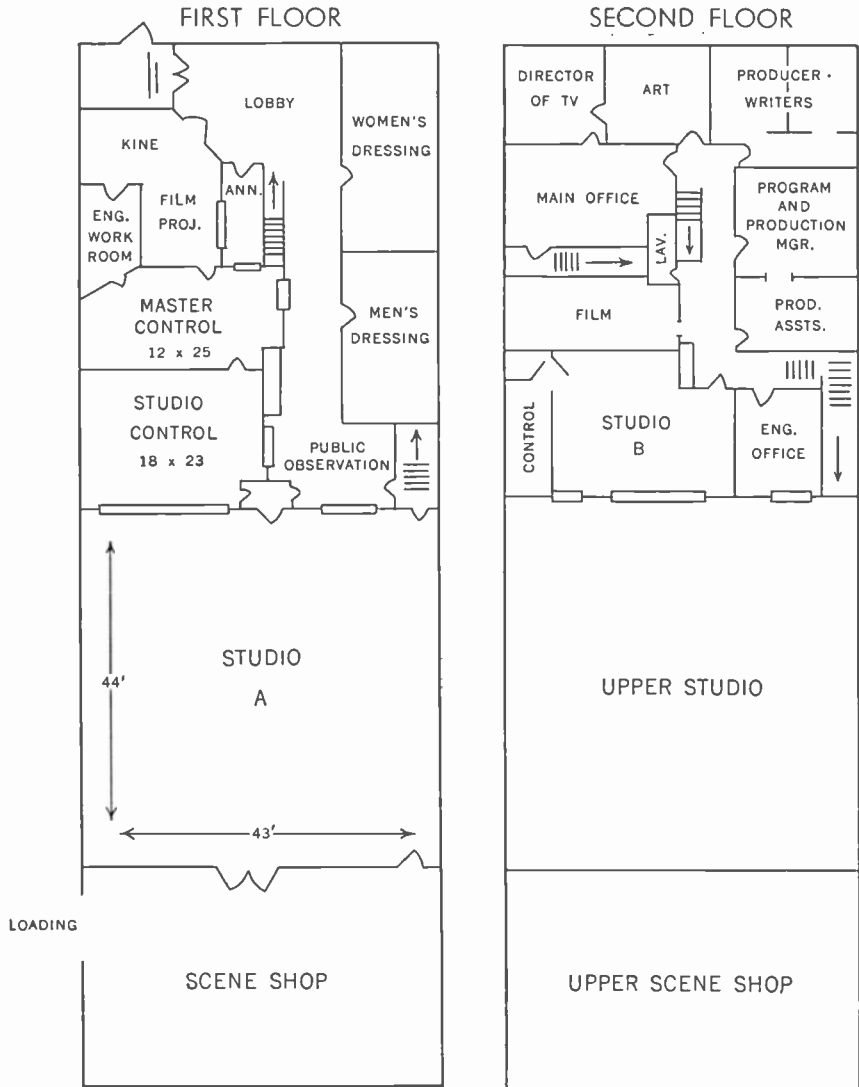 FIRST FLOOR
LOBBY
WOMEN'S
DRESSING
KINE
ANN.
FILM
PROJ.
ENG.
WORK
ROOM
MASTER
CONTROL
12 x 25
MEN'S
DRESSING
STUDIO
CONTROL
18 x 23
PUBLIC
OBSERVATION
STUDIO
A
44'
43'
LOADING
SCENE SHOP
SECOND FLOOR
DIRECTOR
OF TV
ART
PRODUCER •
WRITERS
MAIN OFFICE
LAV.
PROGRAM
AND
PRODUCTION
MGR.
FILM
PROD.
ASSTS.
CONTROL
STUDIO
B
ENG.
OFFICE
UPPER STUDIO
UPPER SCENE SHOP